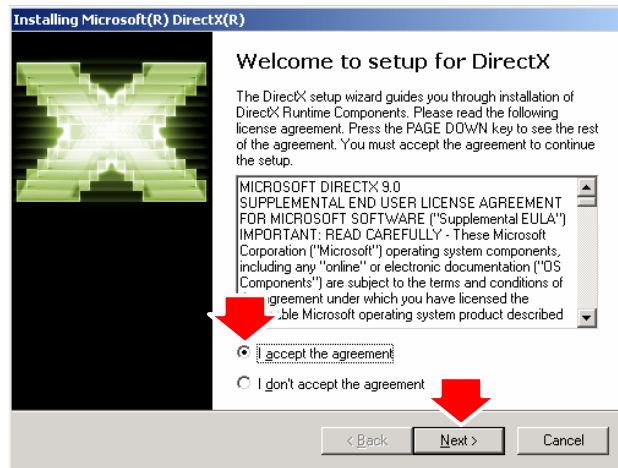 Installing Microsoft(R) DirectX(R)
Welcome to setup for DirectX
The DirectX setup wizard guides you through installation of
DirectX Runtime Components. Please read the following
license agreement. Press the PAGE DOWN key to see the rest
of the agreement. You must accept the agreement to continue
the setup.
MICROSOFT DIRECTX 9.0
SUPPLEMENTAL END USER LICENSE AGREEMENT
FOR MICROSOFT SOFTWARE ("Supplemental EULA")
IMPORTANT: READ CAREFULLY - These Microsoft
Corporation ("Microsoft") operating system components,
including any "online" or electronic documentation ("OS
Components") are subject to the terms and conditions of
agreement under which you have licensed the
Microsoft operating system product described
I accept the agreement
I don't accept the agreement
< Back Next > Cancel